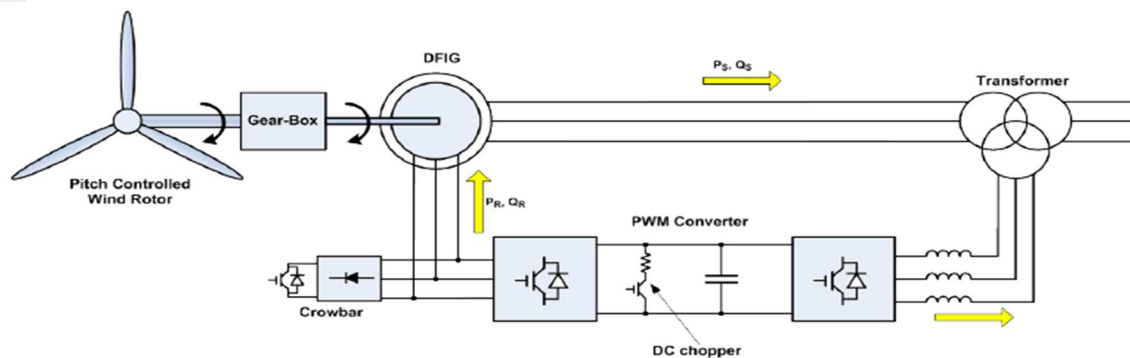 DFIG
PS, QS
Transformer
Gear-Box
Pitch Controlled
Wind Rotor
PR, QR
PWM Converter
Crowbar
DC chopper